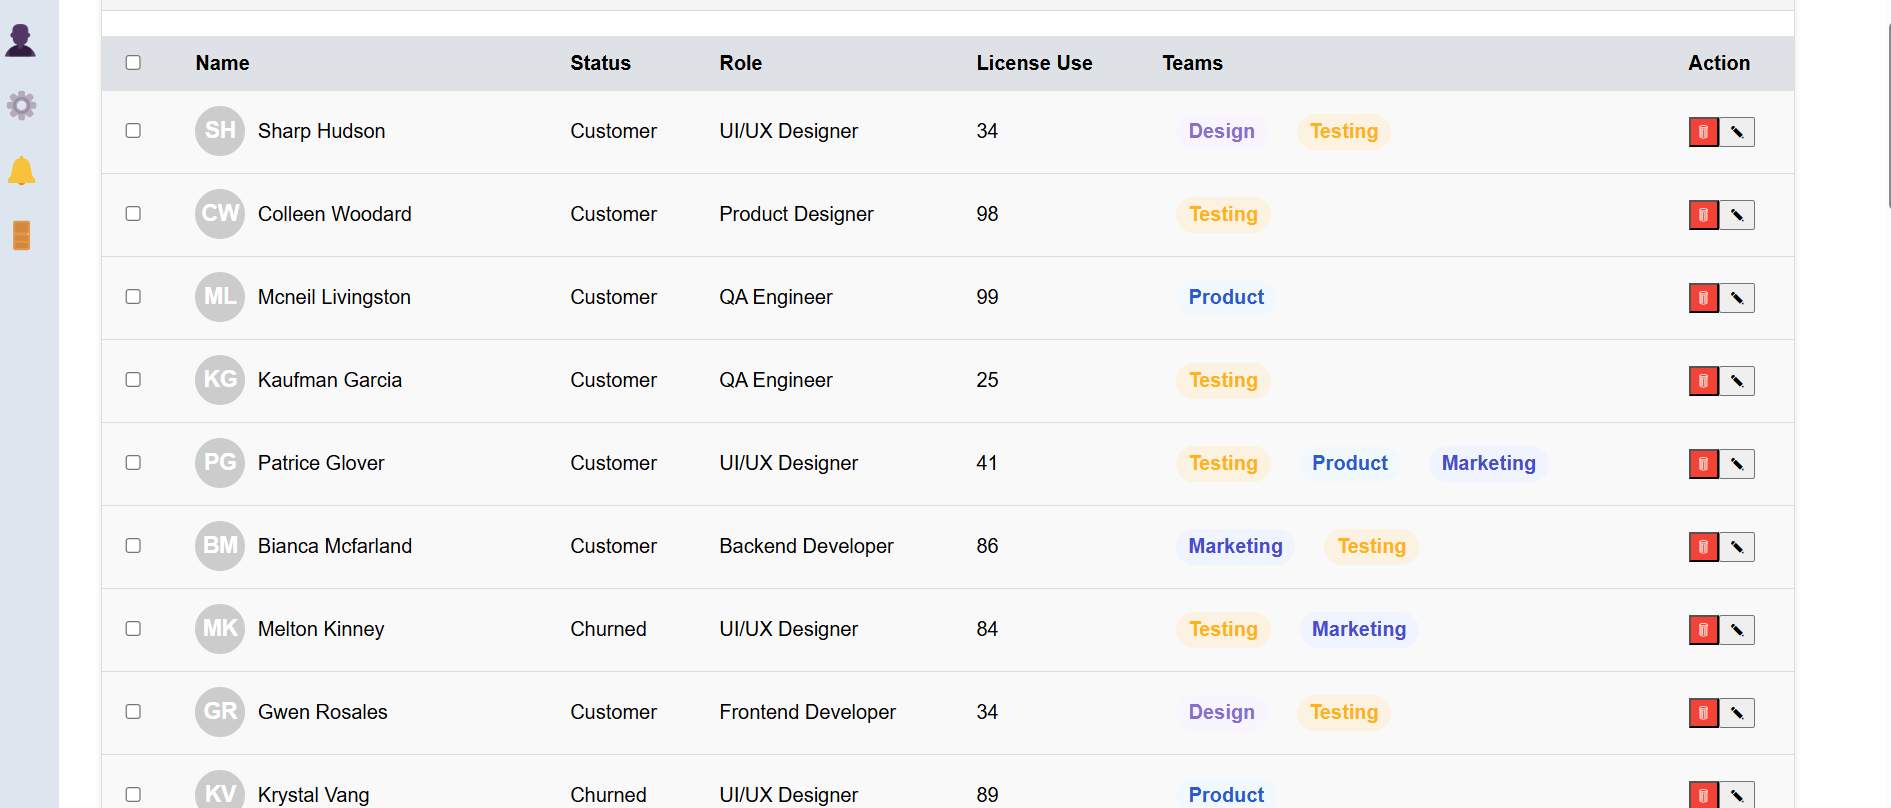 Name Status Role License Use Teams Action
SH Sharp Hudson Customer UI/UX Designer 34 Design Testing
CW Colleen Woodard Customer Product Designer 98 Testing
ML Mcneil Livingston Customer QA Engineer 99 Product
KG Kaufman Garcia Customer QA Engineer 25 Testing
PG Patrice Glover Customer UI/UX Designer 41 Testing Product Marketing
BM Bianca Mcfarland Customer Backend Developer 86 Marketing Testing
MK Melton Kinney Churned UI/UX Designer 84 Testing Marketing
GR Gwen Rosales Customer Frontend Developer 34 Design Testing
KV Krystal Vang Churned UI/UX Designer 89 Product